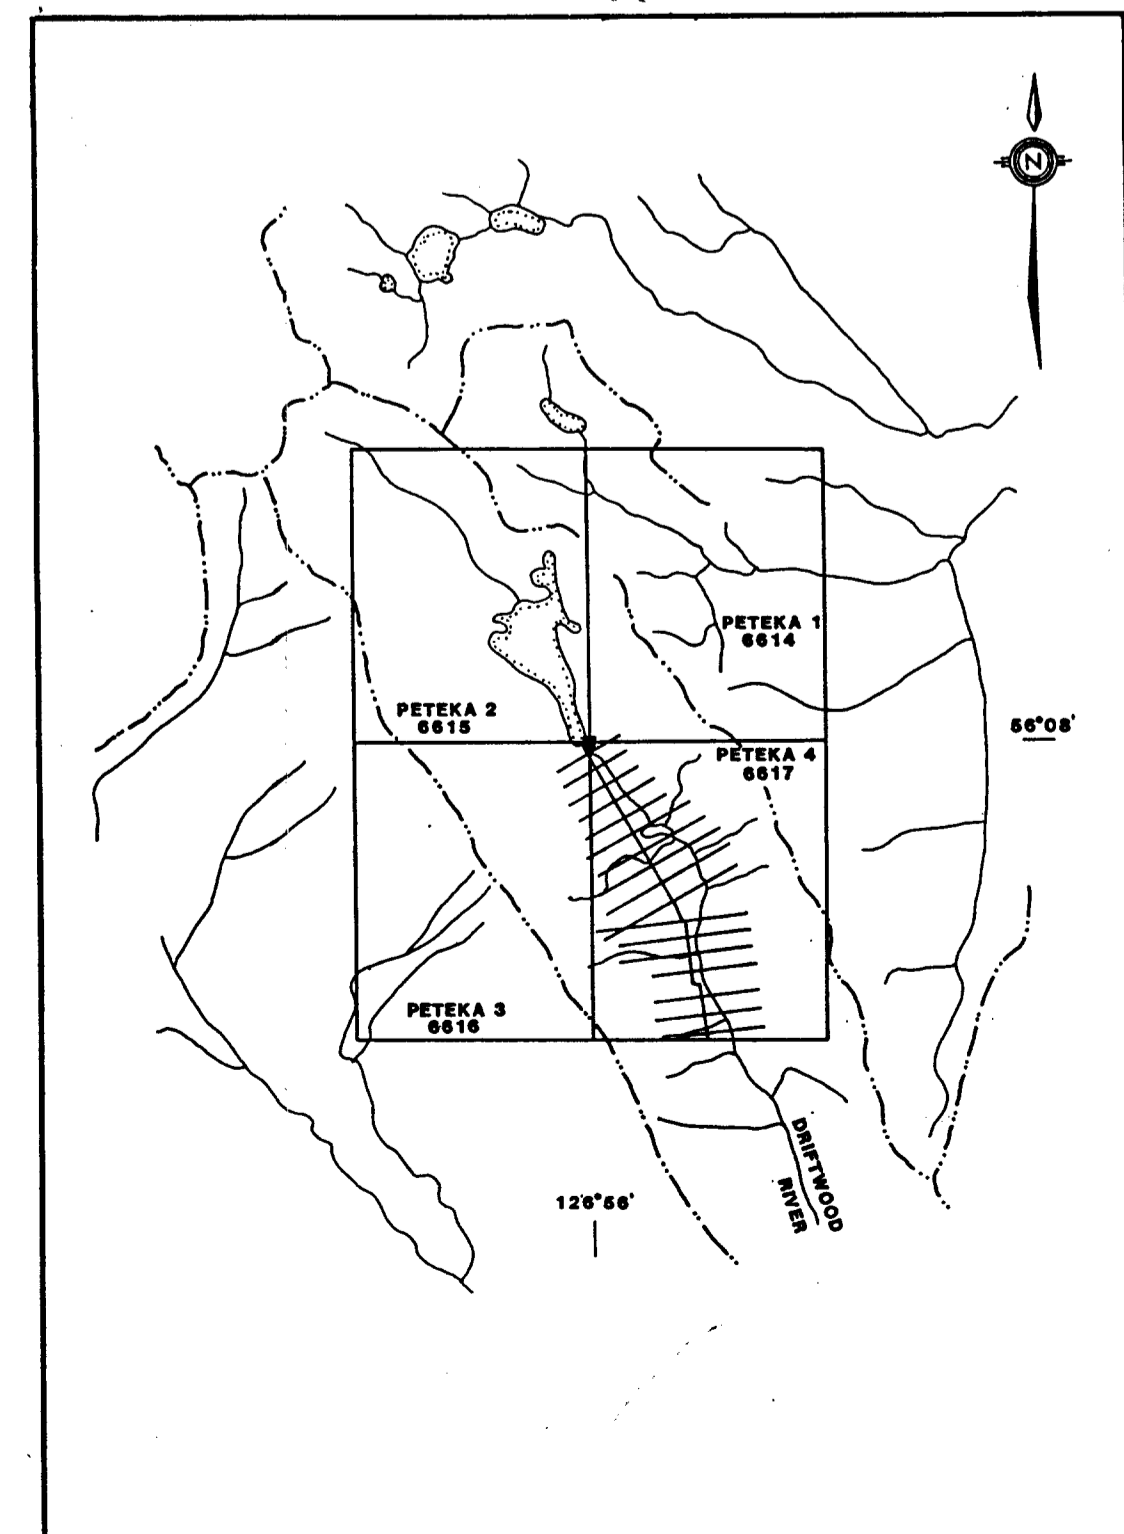 N
PETEKA 1
6614
PETEKA 2
6615
56°08'
PETEKA 4
6617
PETEKA 3
6616
DRIFTWOOD
RIVER
126°56'